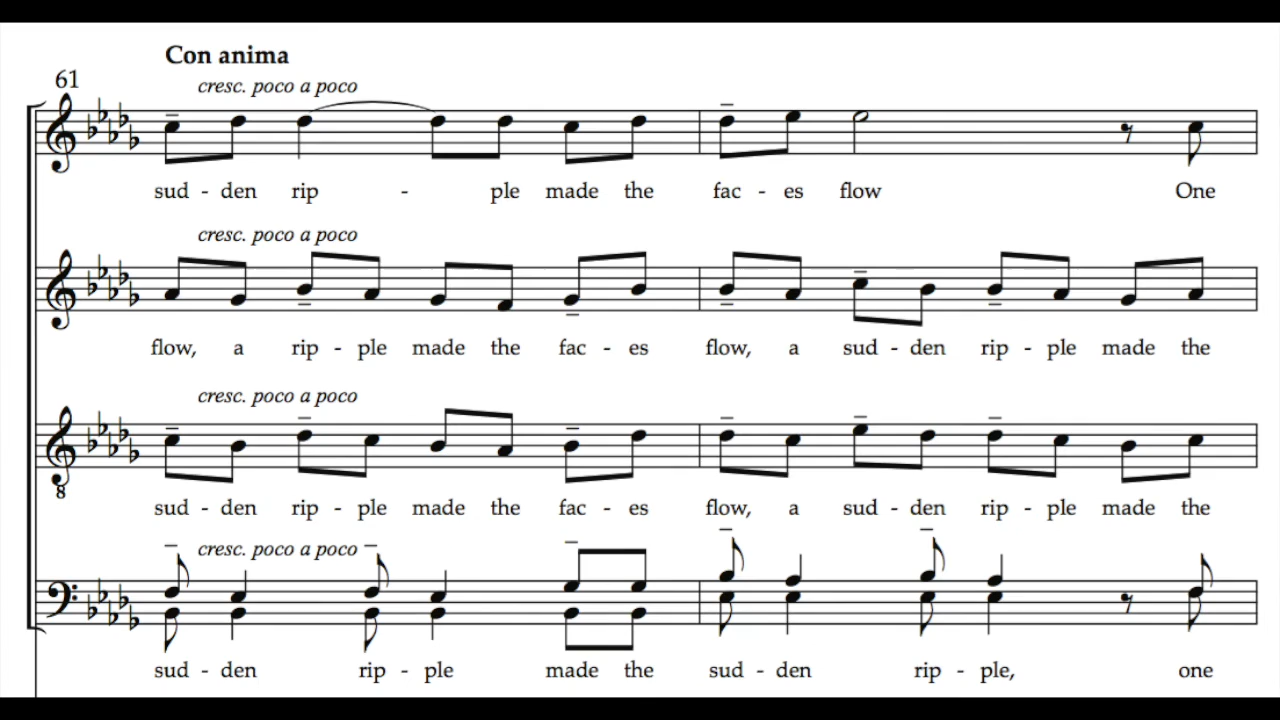 Con anima
61
cresc. poco a poco
sud - den rip - ple made the fac - es flow One
cresc. poco a poco
flow, a rip - ple made the fac - es flow, a sud - den rip - ple made the
cresc. poco a poco
8
sud - den rip - ple made the fac - es flow, a sud - den rip - ple made the
cresc. poco a poco
sud - den rip - ple made the sud - den rip - ple, one